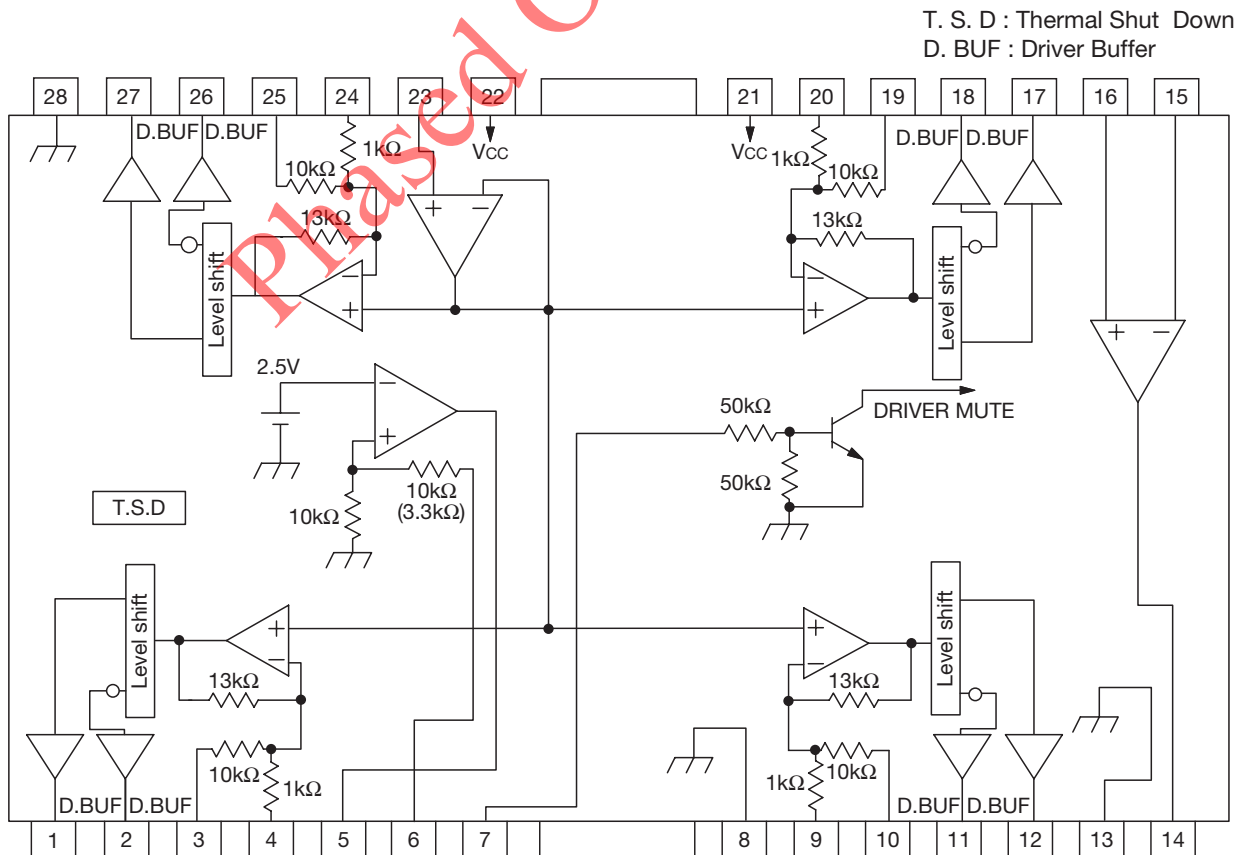 T. S. D : Thermal Shut Down
D. BUF : Driver Buffer
28 27 26 25 24 23 22 21 20 19 18 17 16 15
D.BUF D.BUF D.BUF D.BUF
VCC VCC
10kΩ 1kΩ 1kΩ 10kΩ
13kΩ + − 13kΩ
Level shift − + − + Level shift + −
Phased O
2.5V
− +
50kΩ DRIVER MUTE
10kΩ
(3.3kΩ)
10kΩ
50kΩ
T.S.D
Level shift + − + − Level shift
13kΩ 13kΩ
10kΩ 1kΩ 1kΩ 10kΩ
D.BUF D.BUF D.BUF D.BUF
1 2 3 4 5 6 7 8 9 10 11 12 13 14